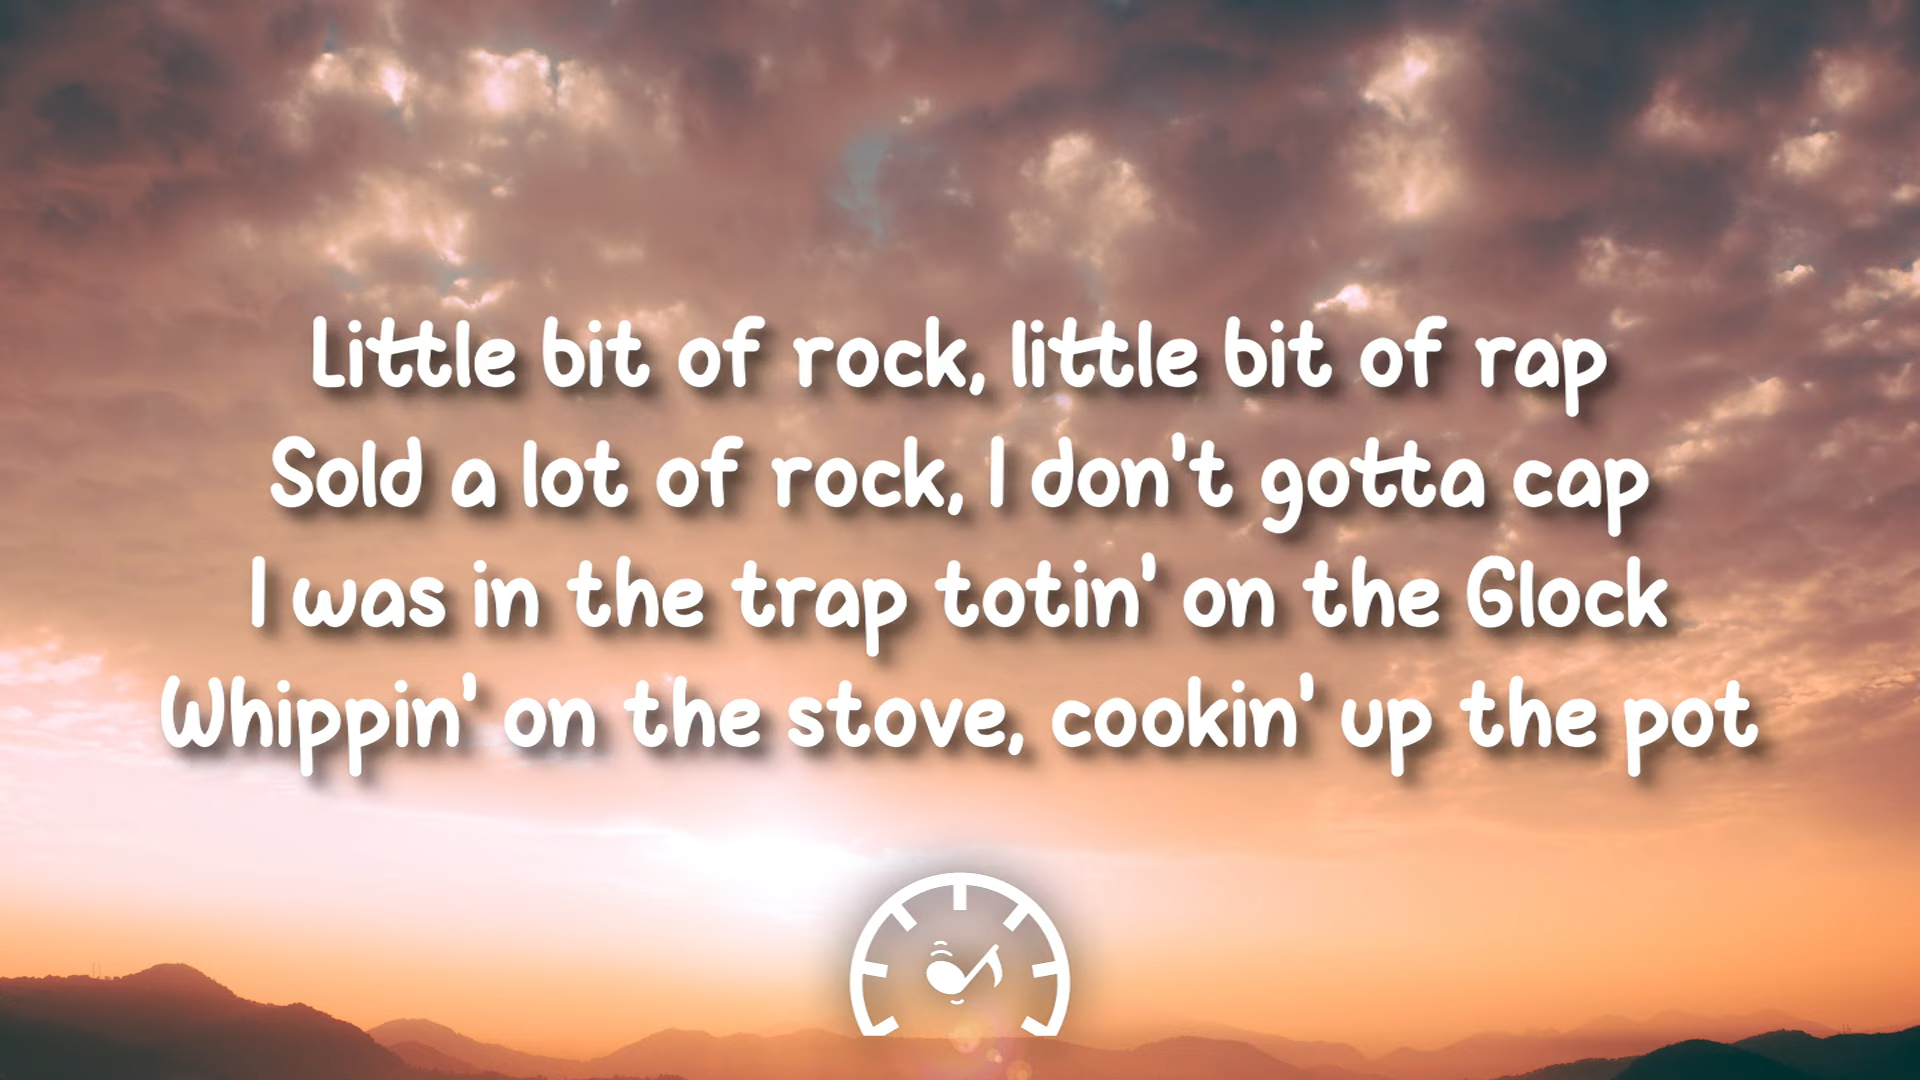 Little bit of rock, little bit of rap
Sold a lot of rock, I don't gotta cap
I was in the trap totin' on the Glock
Whippin' on the stove, cookin' up the pot